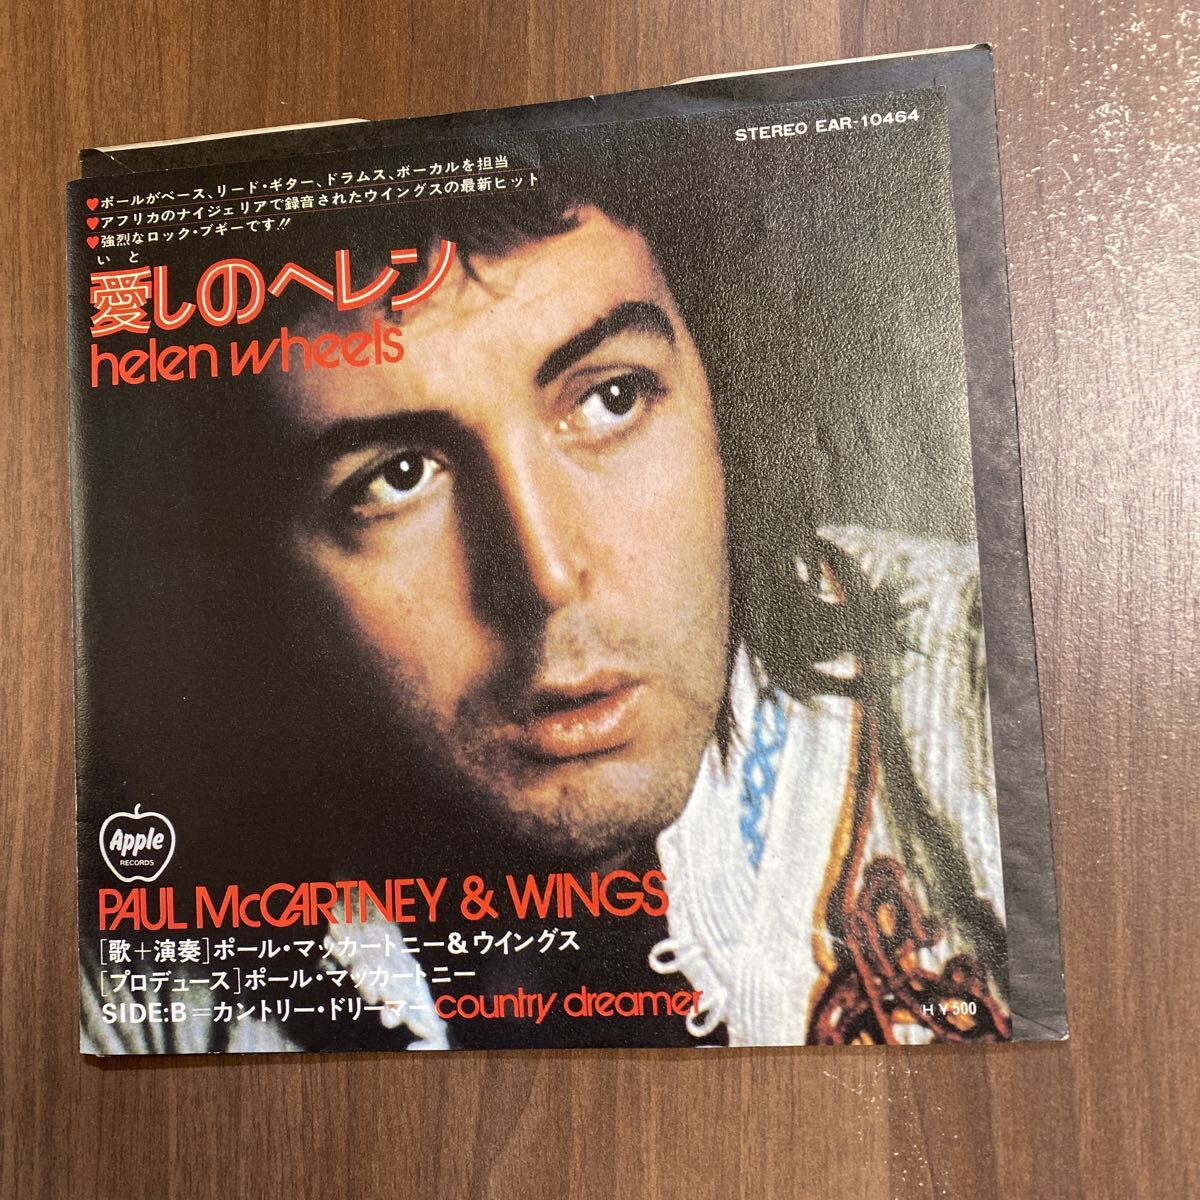 STEREO EAR-10464
♥ポールがベース、リード・ギター、ドラムス、ボーカルを担当
♥アフリカのナイジェリアで録音されたウイングスの最新ヒット
♥強烈なロック・ブギーです!!
いと
愛しのヘレン
helen wheels
Apple
RECORDS
PAUL McCARTNEY & WINGS
[歌+演奏]ポール・マッカートニー&ウイングス
[プロデュース]ポール・マッカートニー
SIDE:B=カントリー・ドリーマー country dreamer
H ¥500